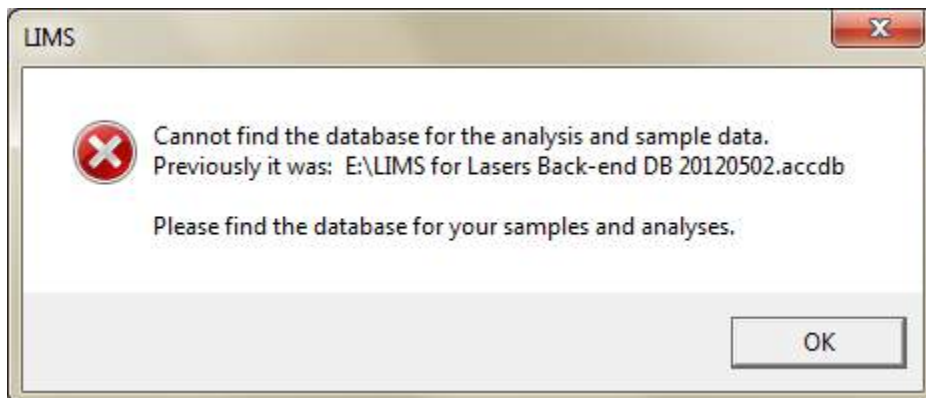 LIMS
Cannot find the database for the analysis and sample data.
Previously it was:  E:\LIMS for Lasers Back-end DB 20120502.accdb
Please find the database for your samples and analyses.
OK